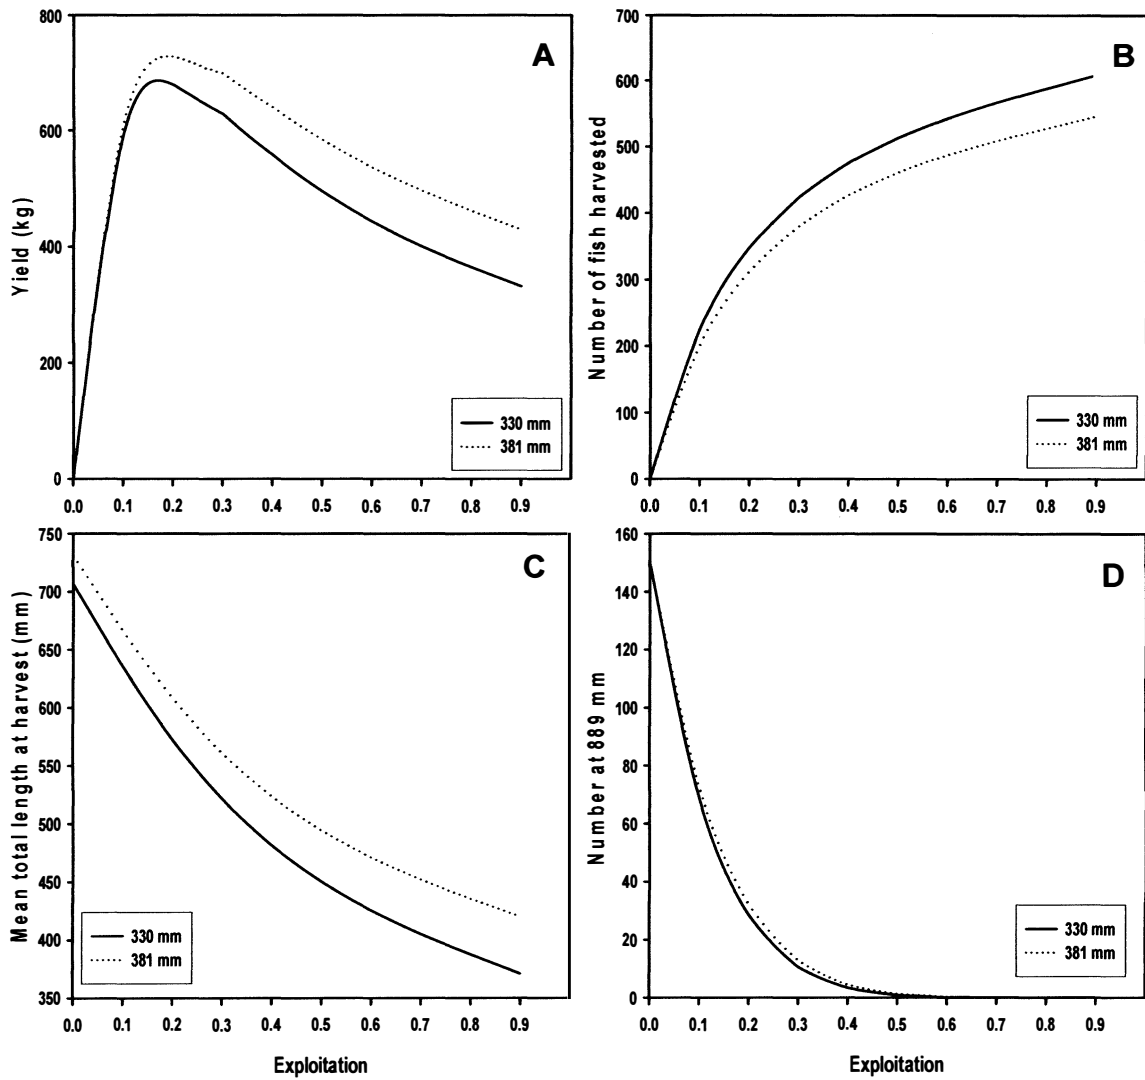 A
Yield (kg)
800
600
400
200
0
330 mm
381 mm
0.0 0.1 0.2 0.3 0.4 0.5 0.6 0.7 0.8 0.9
B
Number of fish harvested
700
600
500
400
300
200
100
0
330 mm
381 mm
0.0 0.1 0.2 0.3 0.4 0.5 0.6 0.7 0.8 0.9
C
Mean total length at harvest (mm)
750
700
650
600
550
500
450
400
350
330 mm
381 mm
0.0 0.1 0.2 0.3 0.4 0.5 0.6 0.7 0.8 0.9
Exploitation
D
Number at 889 mm
160
140
120
100
80
60
40
20
0
330 mm
381 mm
0.0 0.1 0.2 0.3 0.4 0.5 0.6 0.7 0.8 0.9
Exploitation